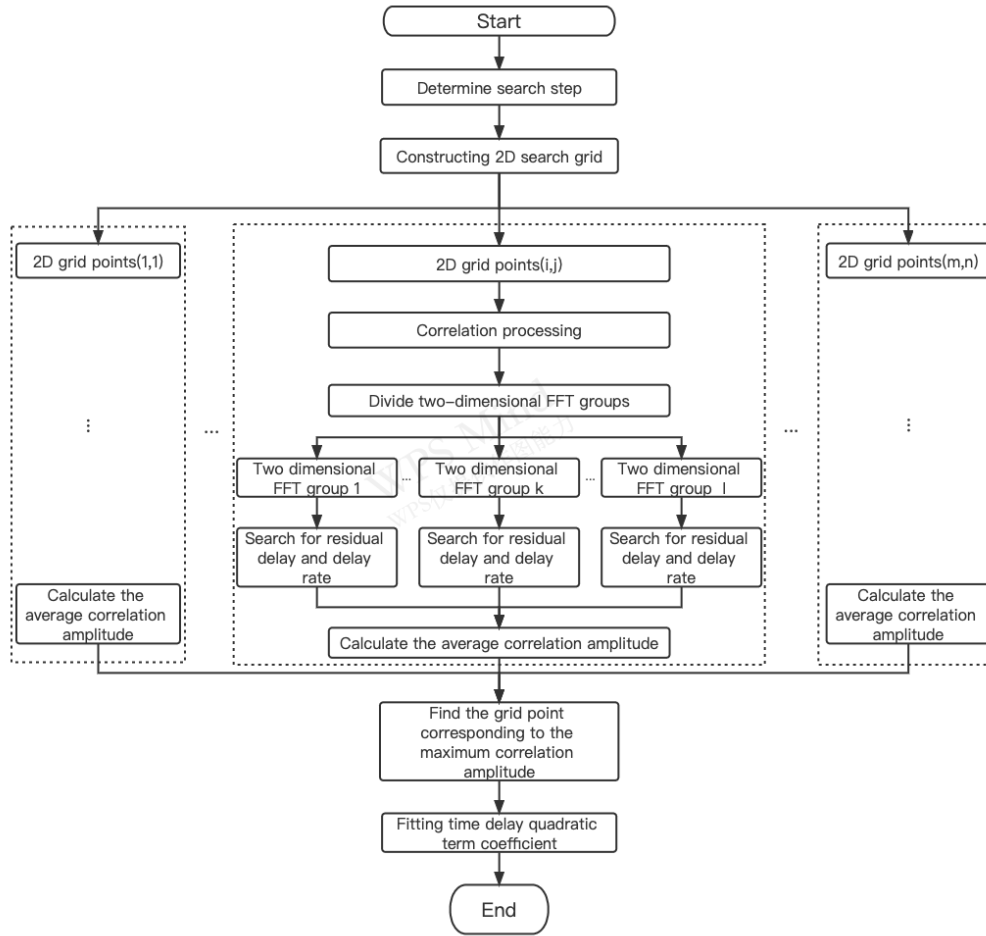 Start
Determine search step
Constructing 2D search grid
2D grid points(1,1)
2D grid points(i,j)
2D grid points(m,n)
Correlation processing
Divide two-dimensional FFT groups
Two dimensional
FFT group 1
...
Two dimensional
FFT group k
...
Two dimensional
FFT group l
Search for residual
delay and delay
rate
Search for residual
delay and delay
rate
Search for residual
delay and delay
rate
...
...
...
...
Calculate the
average correlation
amplitude
Calculate the average correlation amplitude
Calculate the
average correlation
amplitude
Find the grid point
corresponding to the
maximum correlation
amplitude
Fitting time delay quadratic
term coefficient
End
WPS Mind